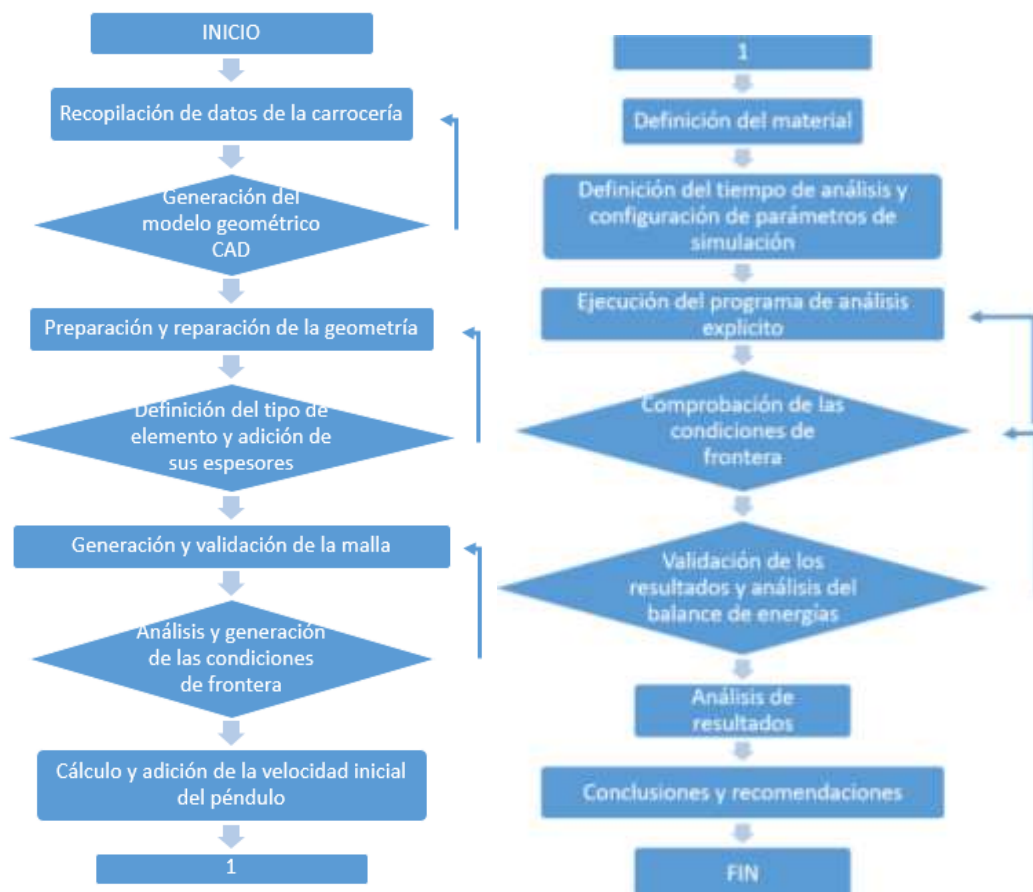 INICIO
Recopilación de datos de la carrocería
Generación del
modelo geométrico
CAD
Preparación y reparación de la geometría
Definición del tipo de
elemento y adición de
sus espesores
Generación y validación de la malla
Análisis y generación
de las condiciones
de frontera
Cálculo y adición de la velocidad inicial
del péndulo
1
1
Definición del material
Definición del tiempo de análisis y
configuración de parámetros de
simulación
Ejecución del programa de análisis
explicito
Comprobación de las
condiciones de
frontera
Validación de los
resultados y análisis del
balance de energías
Análisis de
resultados
Conclusiones y recomendaciones
FIN